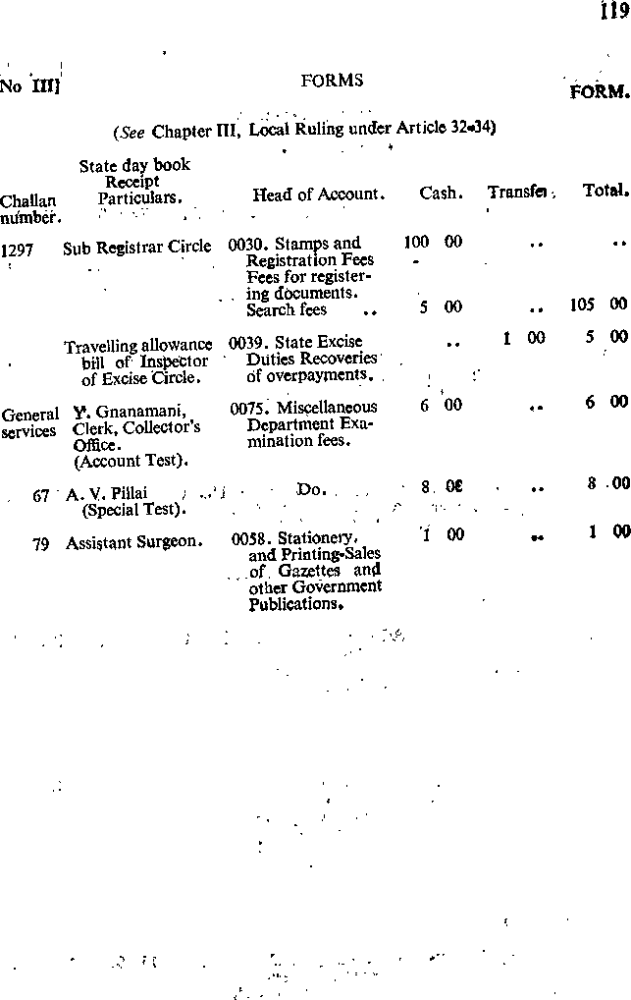 119
No III] FORMS FORM.
(See Chapter III, Local Ruling under Article 32-34)
State day book
Receipt
Challan Particulars. Head of Account. Cash. Transfer. Total.
number.
1297 Sub Registrar Circle 0030. Stamps and 100 00 .. ..
Registration Fees
Fees for register-
ing documents.
Search fees .. 5 00 .. 105 00
Travelling allowance 0039. State Excise .. 1 00 5 00
bill of Inspector Duties Recoveries
of Excise Circle. of overpayments.
General Y. Gnanamani, 0075. Miscellaneous 6 00 .. 6 00
services Clerk, Collector's Department Exa-
Office. mination fees.
(Account Test).
67 A. V. Pillai Do. 8 00 .. 8 00
(Special Test).
79 Assistant Surgeon. 0058. Stationery, 1 00 .. 1 00
and Printing-Sales
of Gazettes and
other Government
Publications.